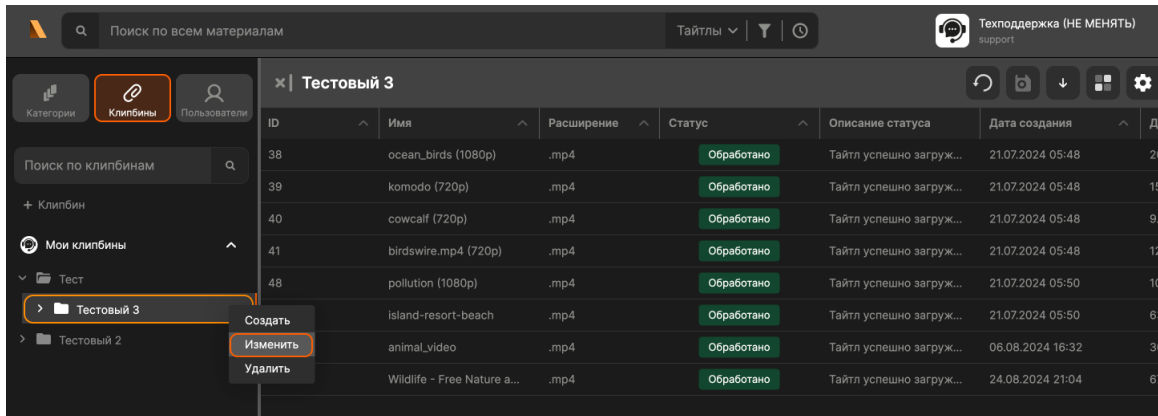 Поиск по всем материалам
Тайтлы
Техподдержка (НЕ МЕНЯТЬ)
support
Категории
Клипбины
Пользователи
Тестовый 3
Поиск по клипбинам
+ Клипбин
Мои клипбины
Тест
Тестовый 3
Тестовый 2
Создать
Изменить
Удалить
ID Имя Расширение Статус Описание статуса Дата создания
38 ocean_birds (1080p) .mp4 Обработано Тайтл успешно загруж... 21.07.2024 05:48
39 komodo (720p) .mp4 Обработано Тайтл успешно загруж... 21.07.2024 05:48
40 cowcalf (720p) .mp4 Обработано Тайтл успешно загруж... 21.07.2024 05:48
41 birdswire.mp4 (720p) .mp4 Обработано Тайтл успешно загруж... 21.07.2024 05:48
48 pollution (1080p) .mp4 Обработано Тайтл успешно загруж... 21.07.2024 05:50
island-resort-beach .mp4 Обработано Тайтл успешно загруж... 21.07.2024 05:50
animal_video .mp4 Обработано Тайтл успешно загруж... 06.08.2024 16:32
Wildlife - Free Nature a... .mp4 Обработано Тайтл успешно загруж... 24.08.2024 21:04